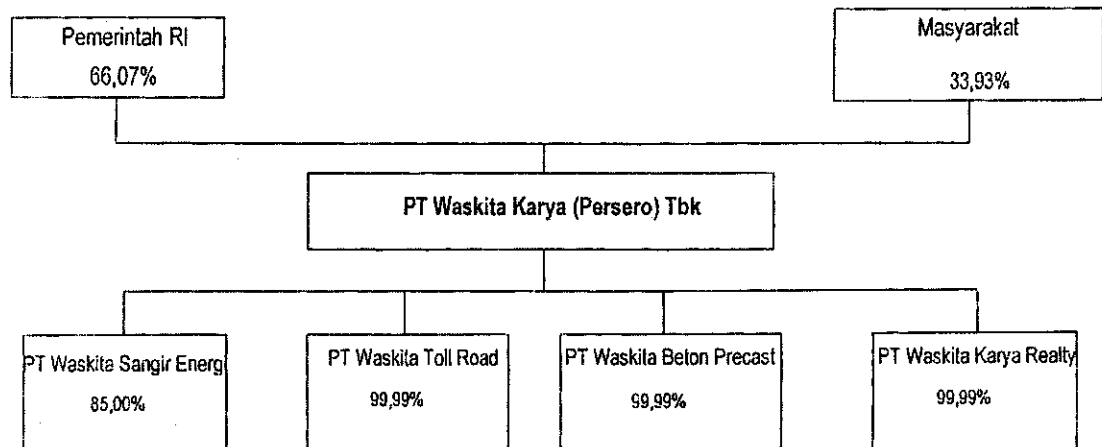 Pemerintah RI
66,07%
Masyarakat
33,93%
PT Waskita Karya (Persero) Tbk
PT Waskita Sangir Energ
85,00%
PT Waskita Toll Road
99,99%
PT Waskita Beton Precast
99,99%
PT Waskita Karya Realty
99,99%